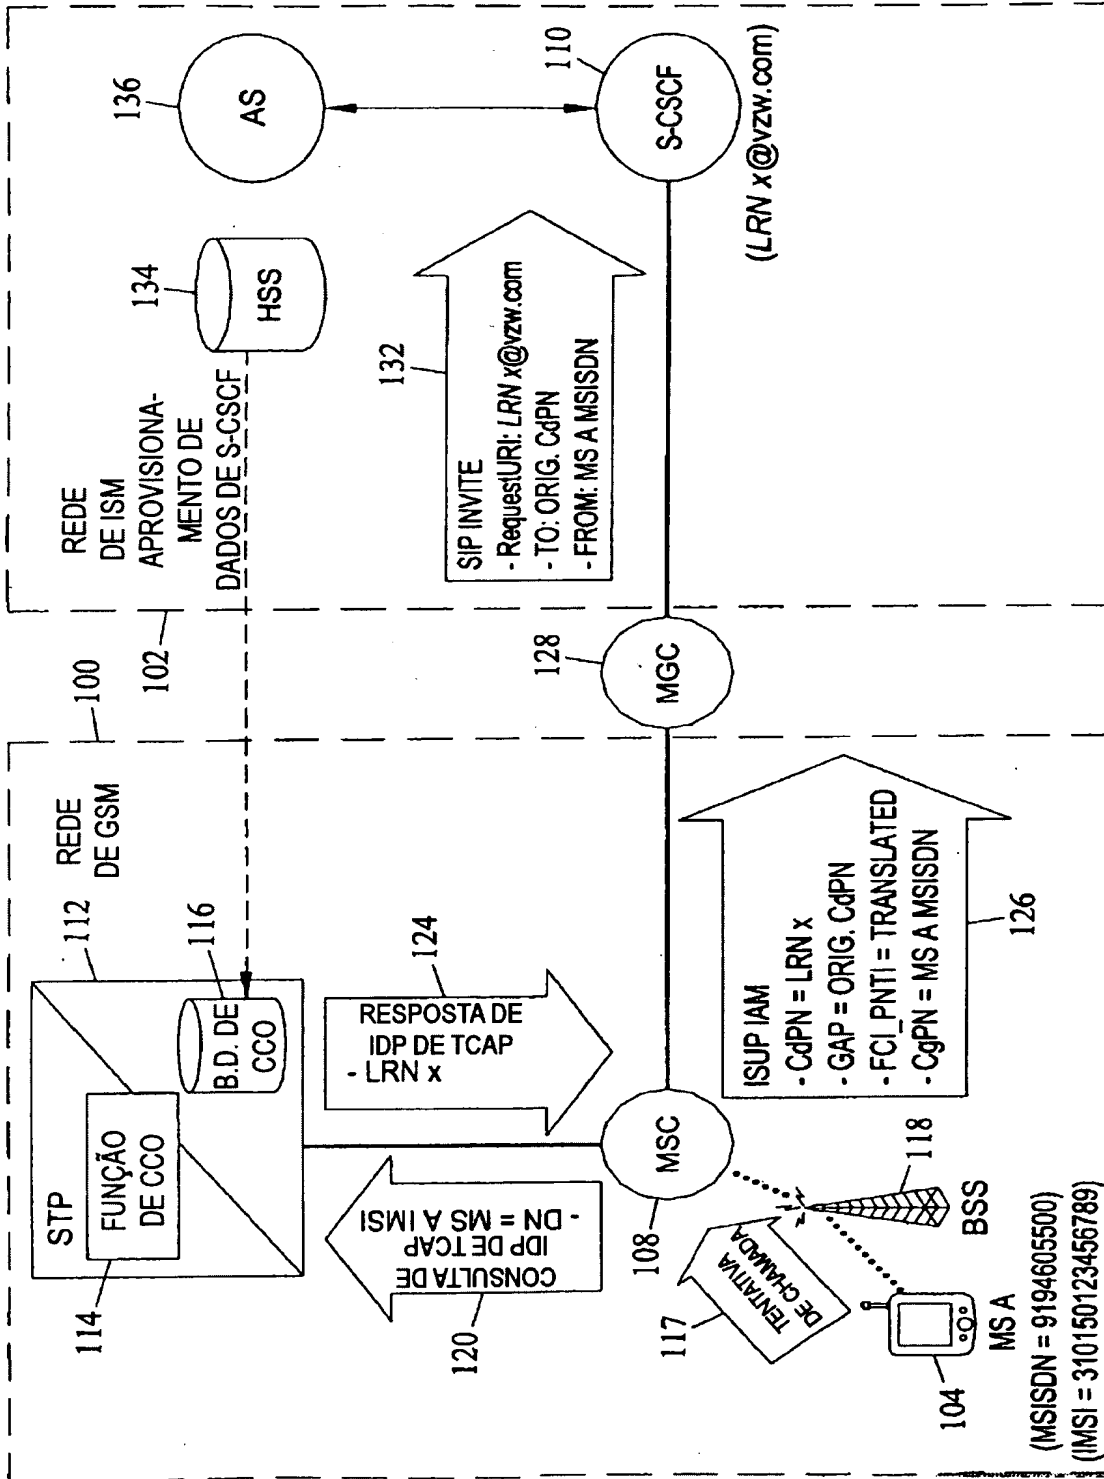 REDE
DE GSM
100
102
REDE
DE ISM
APROVISIONA-
MENTO DE
DADOS DE S-CSCF
134
HSS
136
AS
112
STP
114
FUNÇÃO
DE CCO
116
B.D. DE
CCO
120
CONSULTA DE
IDP DE TCAP
- DN = MS A IMSI
124
RESPOSTA DE
IDP DE TCAP
- LRN x
132
SIP INVITE
- RequestURI: LRN x@vzw.com
- TO: ORIG. CdPN
- FROM: MS A MSISDN
108
MSC
128
MGC
110
S-CSCF
(LRN x@vzw.com)
117
TENTATIVA
DE CHAMADA
118
BSS
104
MS A
(MSISDN = 9194605500)
(IMSI = 310150123456789)
ISUP IAM
- CdPN = LRN x
- GAP = ORIG. CdPN
- FCI_PNTI = TRANSLATED
- CgPN = MS A MSISDN
126